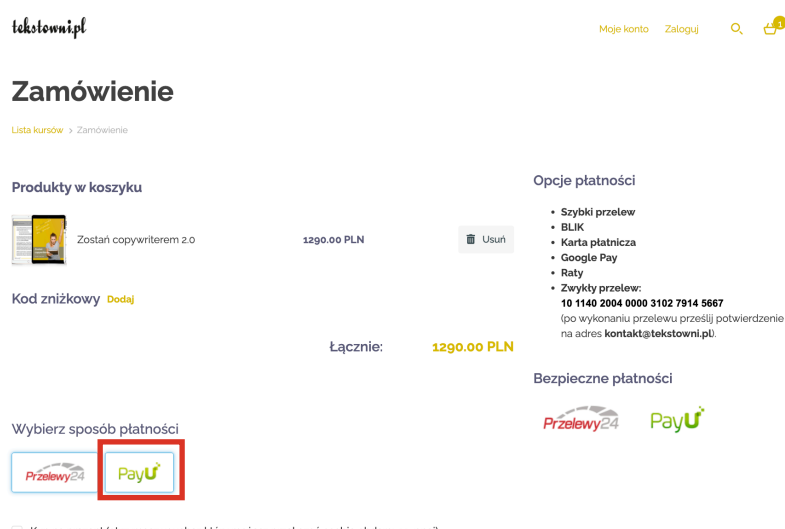 tekstowni.pl
Moje konto Zaloguj 1
Zamówienie
Lista kursów > Zamówienie
Produkty w koszyku
Zostań copywriterem 2.0 1290.00 PLN Usuń
Kod zniżkowy Dodaj
Łącznie: 1290.00 PLN
Wybierz sposób płatności
Przelewy24 PayU
Opcje płatności
• Szybki przelew
• BLIK
• Karta płatnicza
• Google Pay
• Raty
• Zwykły przelew:
10 1140 2004 0000 3102 7914 5667
(po wykonaniu przelewu prześlij potwierdzenie
na adres kontakt@tekstowni.pl).
Bezpieczne płatności
Przelewy24 PayU